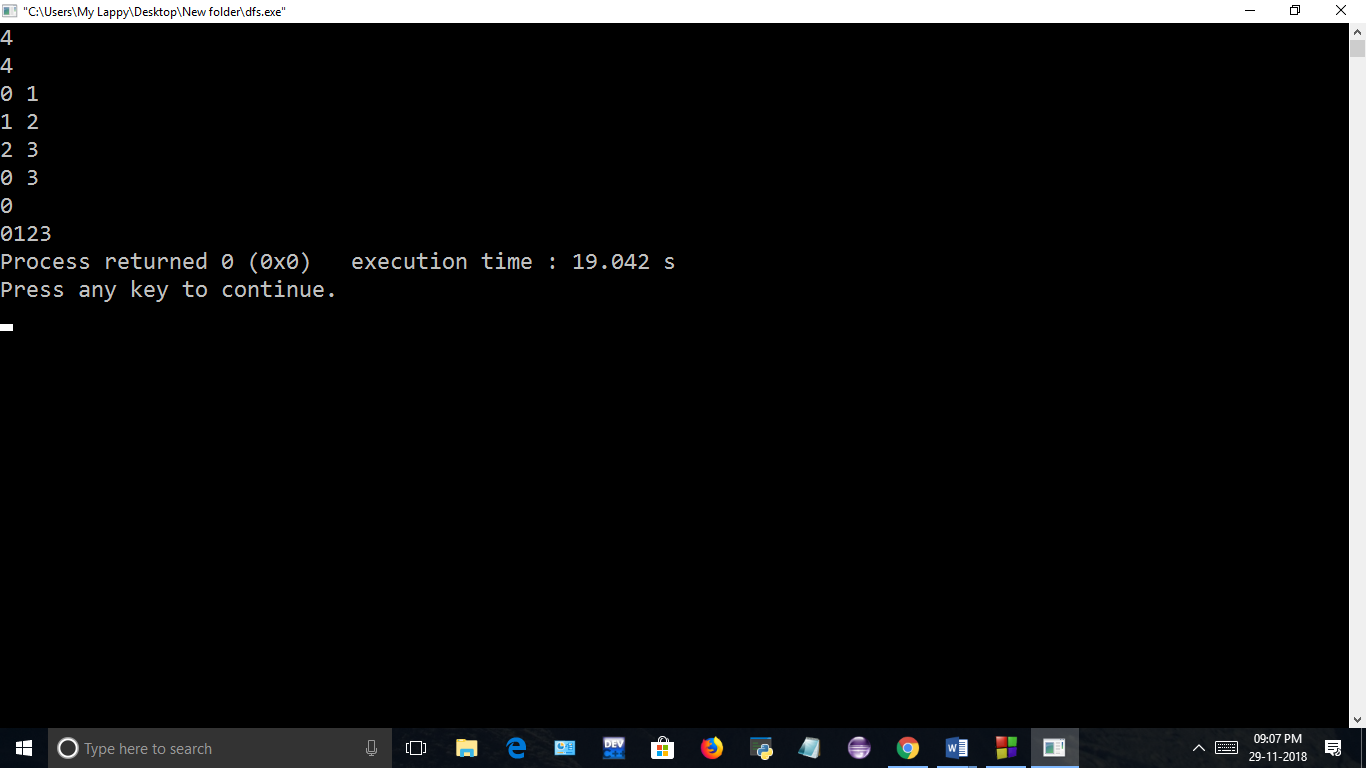 "C:\Users\My Lappy\Desktop\New folder\dfs.exe"
4
4
0 1
1 2
2 3
0 3
0
0123
Process returned 0 (0x0)   execution time : 19.042 s
Press any key to continue.
Type here to search
DEV
09:07 PM
29-11-2018